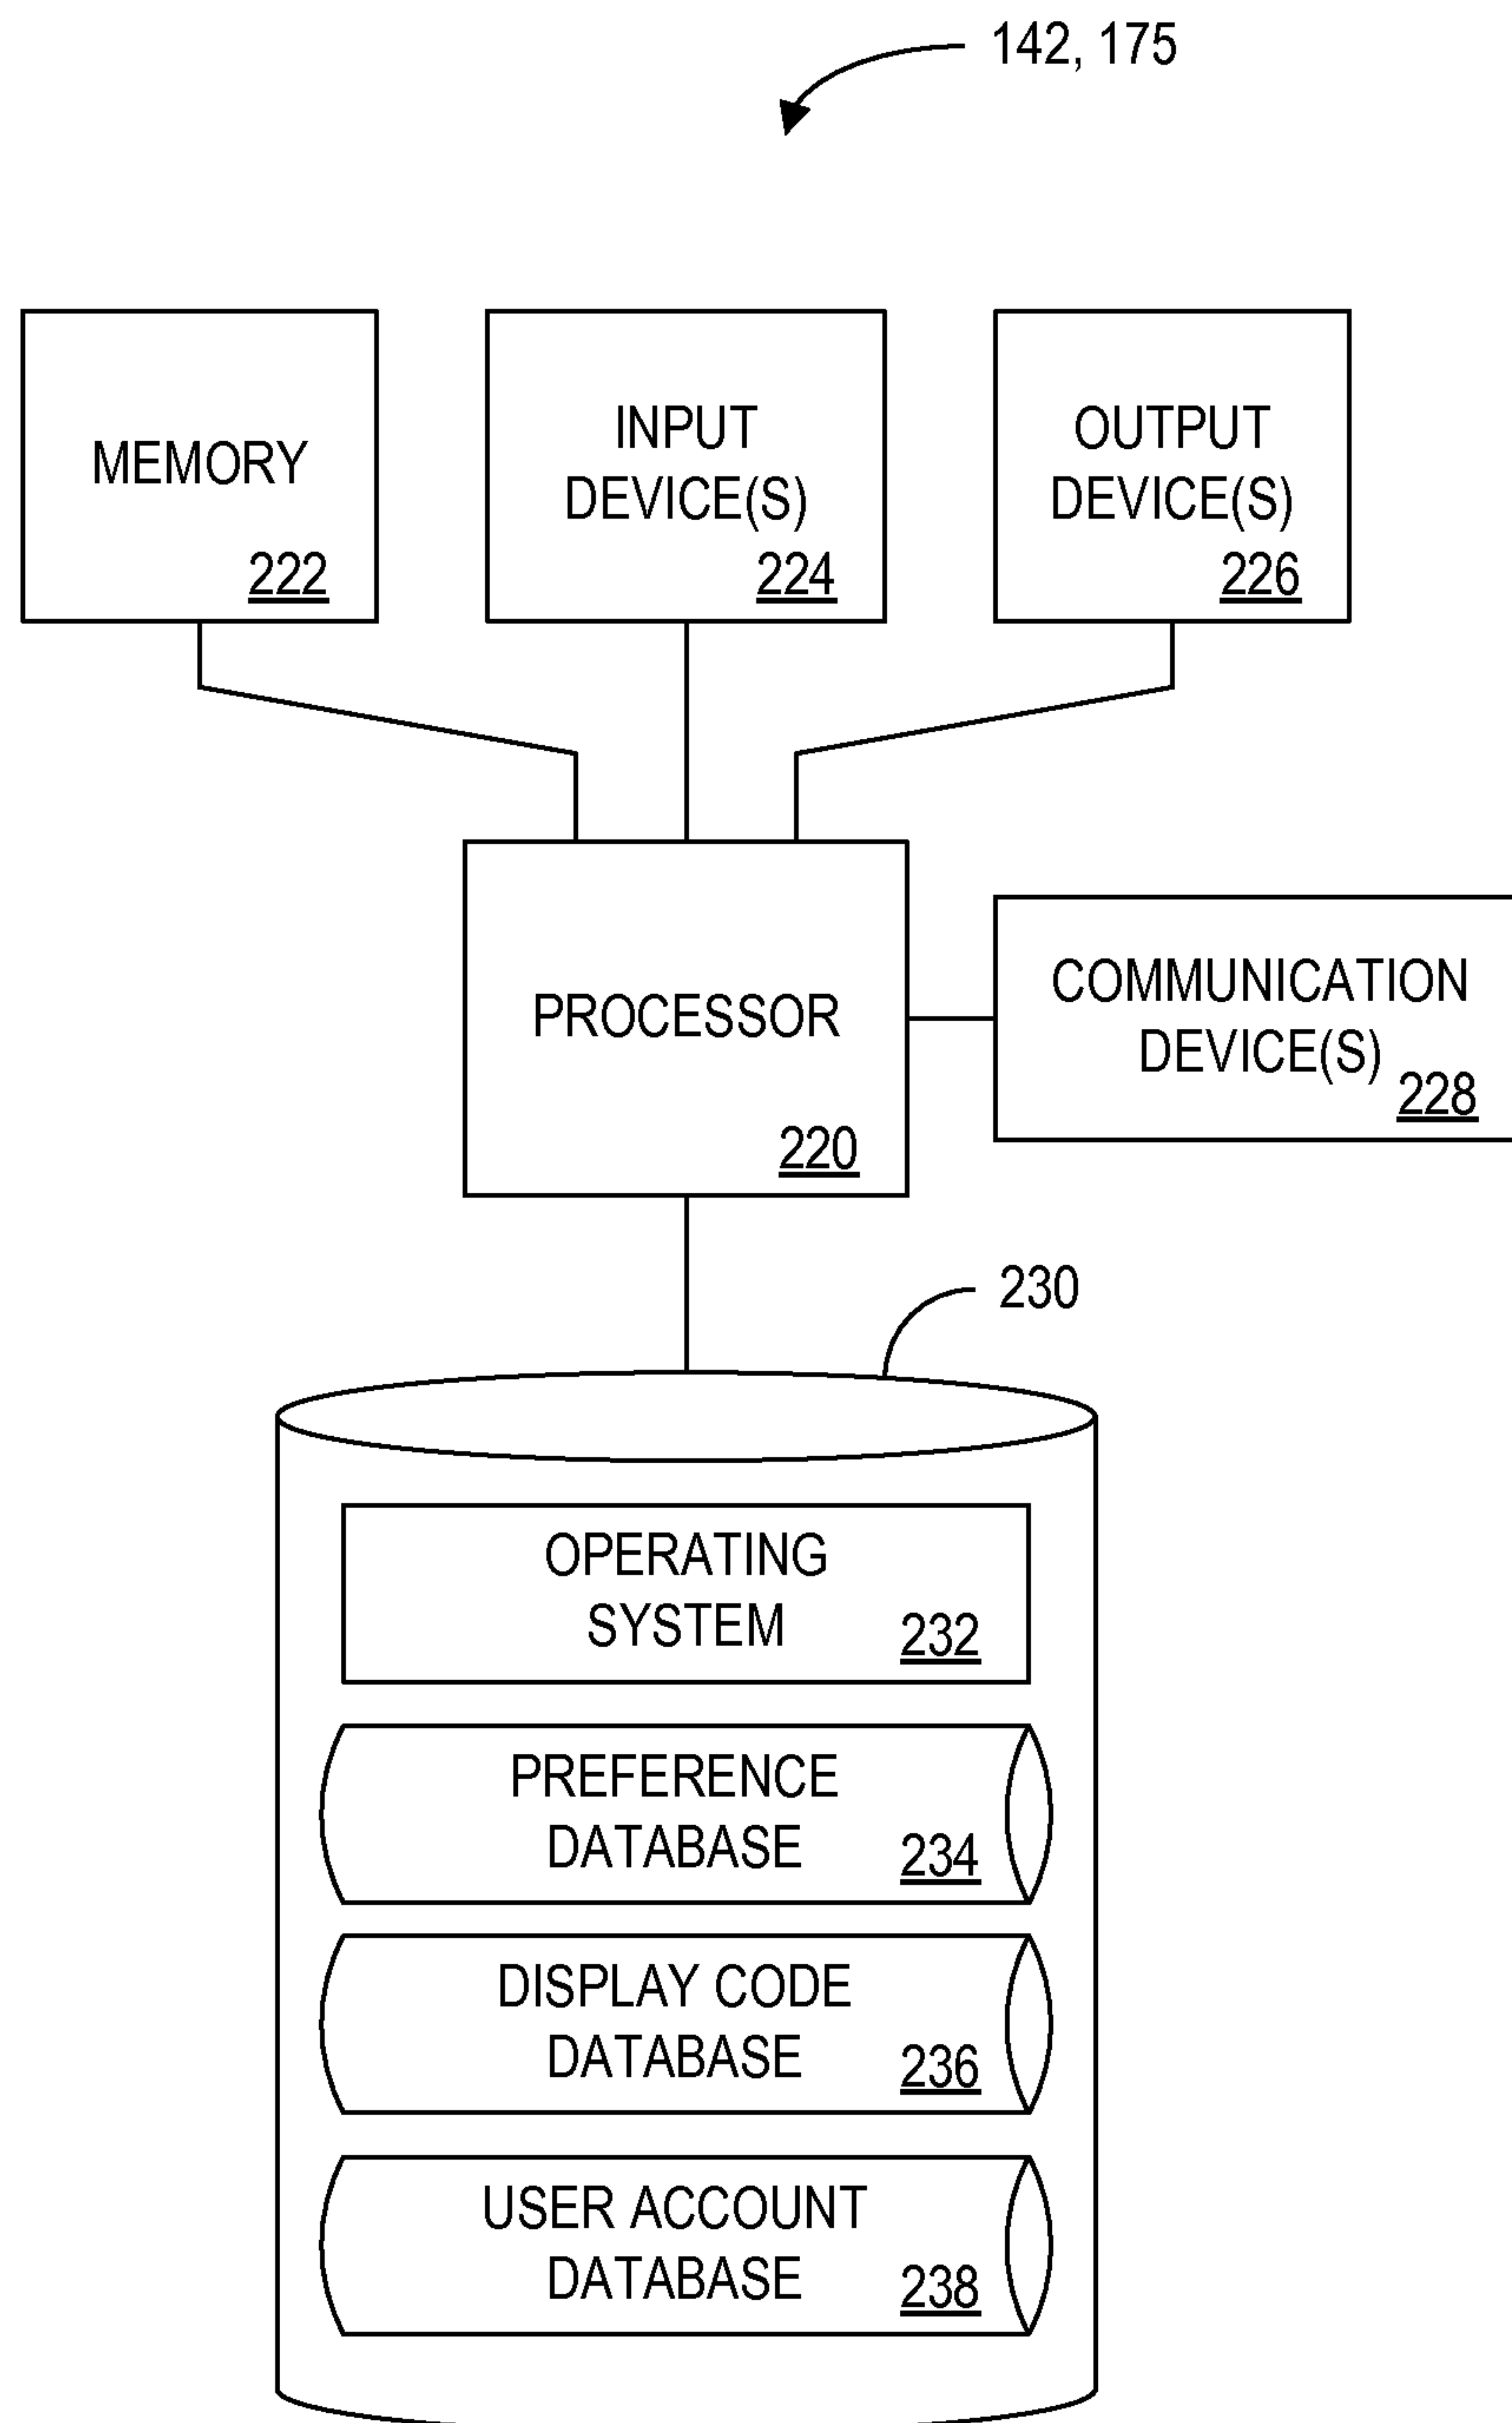 142, 175
MEMORY
222
INPUT
DEVICE(S)
224
OUTPUT
DEVICE(S)
226
PROCESSOR
220
COMMUNICATION
DEVICE(S)
228
230
OPERATING
SYSTEM
232
PREFERENCE
DATABASE
234
DISPLAY CODE
DATABASE
236
USER ACCOUNT
DATABASE
238